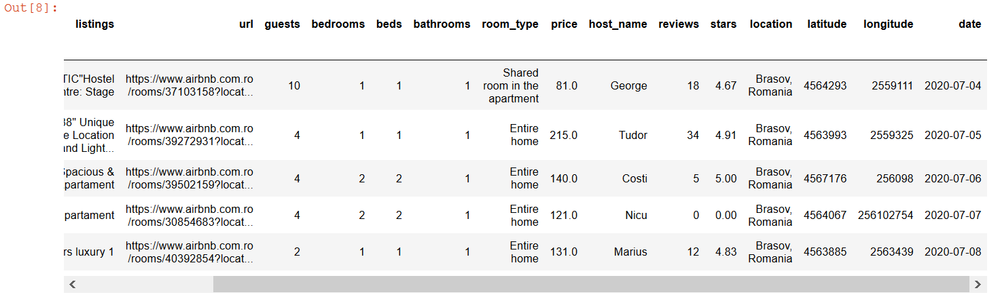 Out[8]:
listings url guests bedrooms beds bathrooms room_type price host_name reviews stars location latitude longitude date
Shared
TIC"Hostel https://www.airbnb.com.ro room in the Brasov,
10 1 1 1 81.0 George 18 4.67 4564293 2559111 2020-07-04
ntre: Stage /rooms/37103158?locat... apartment Romania
38" Unique https://www.airbnb.com.ro Entire Brasov,
e Location 4 1 1 1 215.0 Tudor 34 4.91 4563993 2559325 2020-07-05
and Light... /rooms/39272931?locat... home Romania
Spacious & https://www.airbnb.com.ro Entire Brasov,
4 2 2 1 140.0 Costi 5 5.00 4567176 256098 2020-07-06
partament /rooms/39502159?locat... home Romania
https://www.airbnb.com.ro Entire Brasov,
partament 4 2 2 1 121.0 Nicu 0 0.00 4564067 256102754 2020-07-07
/rooms/30854683?locat... home Romania
https://www.airbnb.com.ro Entire Brasov,
rs luxury 1 2 1 1 1 131.0 Marius 12 4.83 4563885 2563439 2020-07-08
/rooms/40392854?locat... home Romania